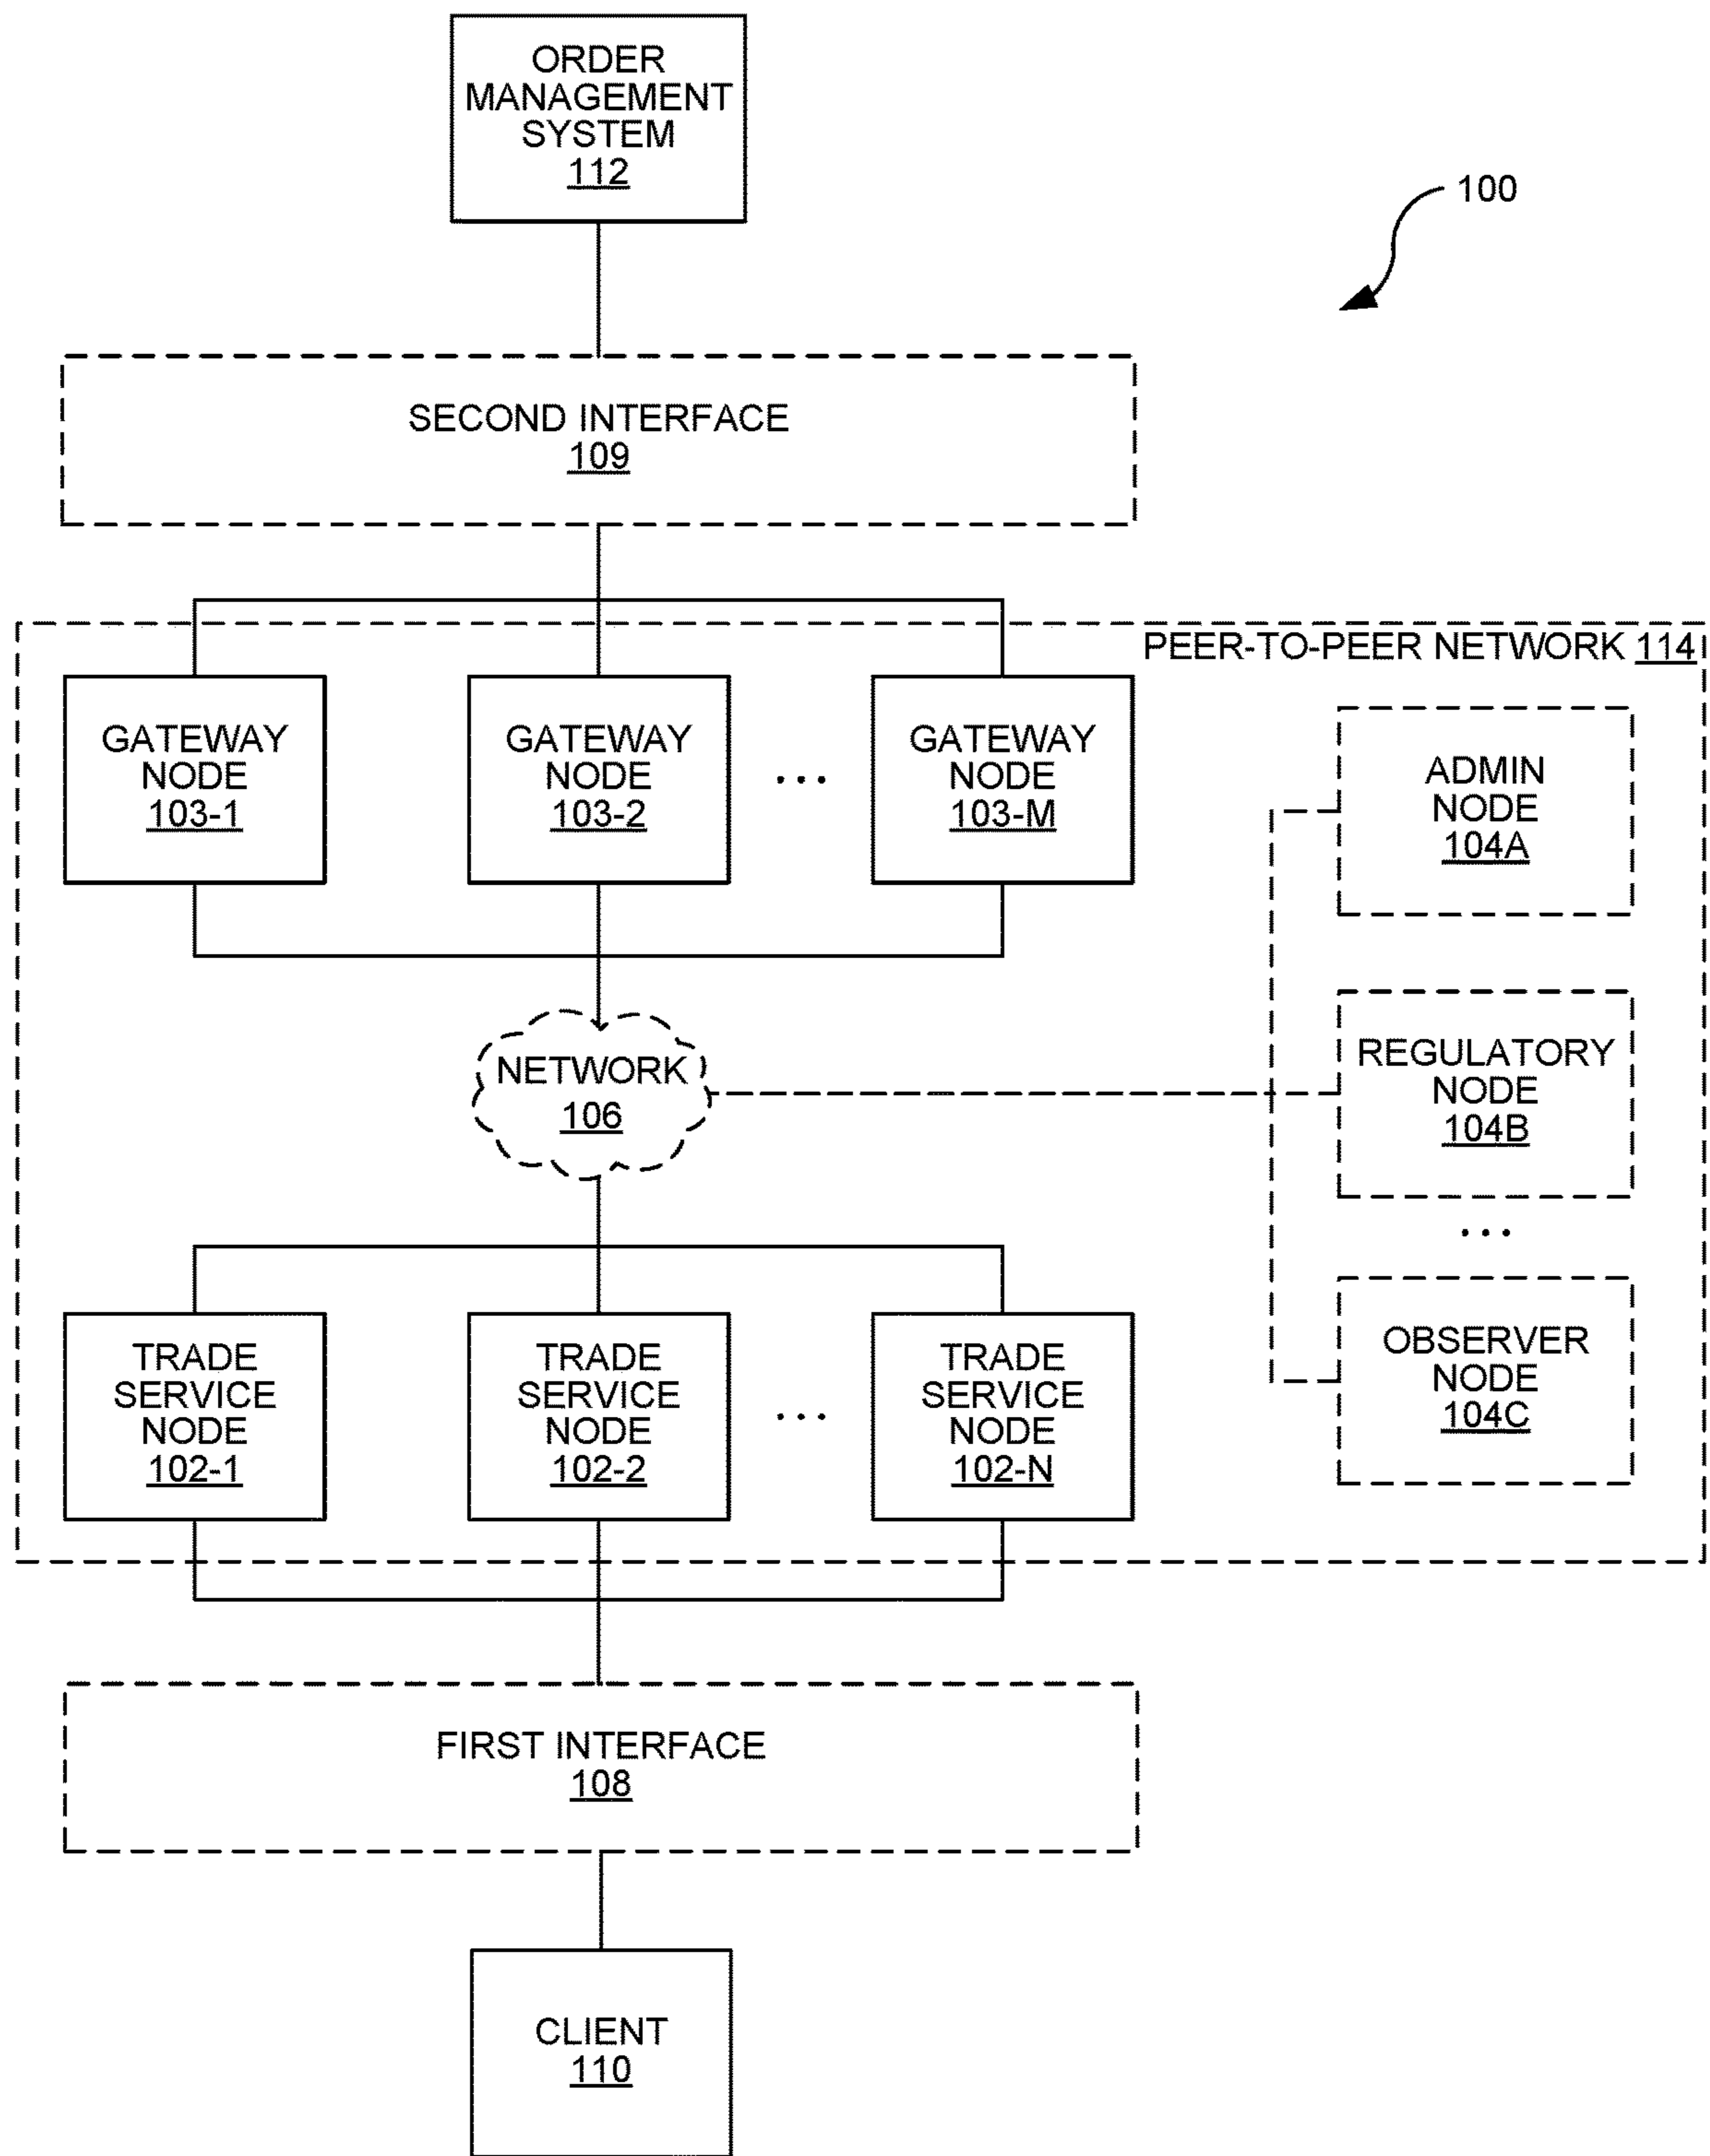 ORDER
MANAGEMENT
SYSTEM
112
100
SECOND INTERFACE
109
PEER-TO-PEER NETWORK 114
GATEWAY
NODE
103-1
GATEWAY
NODE
103-2
...
GATEWAY
NODE
103-M
ADMIN
NODE
104A
NETWORK
106
REGULATORY
NODE
104B
...
OBSERVER
NODE
104C
TRADE
SERVICE
NODE
102-1
TRADE
SERVICE
NODE
102-2
...
TRADE
SERVICE
NODE
102-N
FIRST INTERFACE
108
CLIENT
110